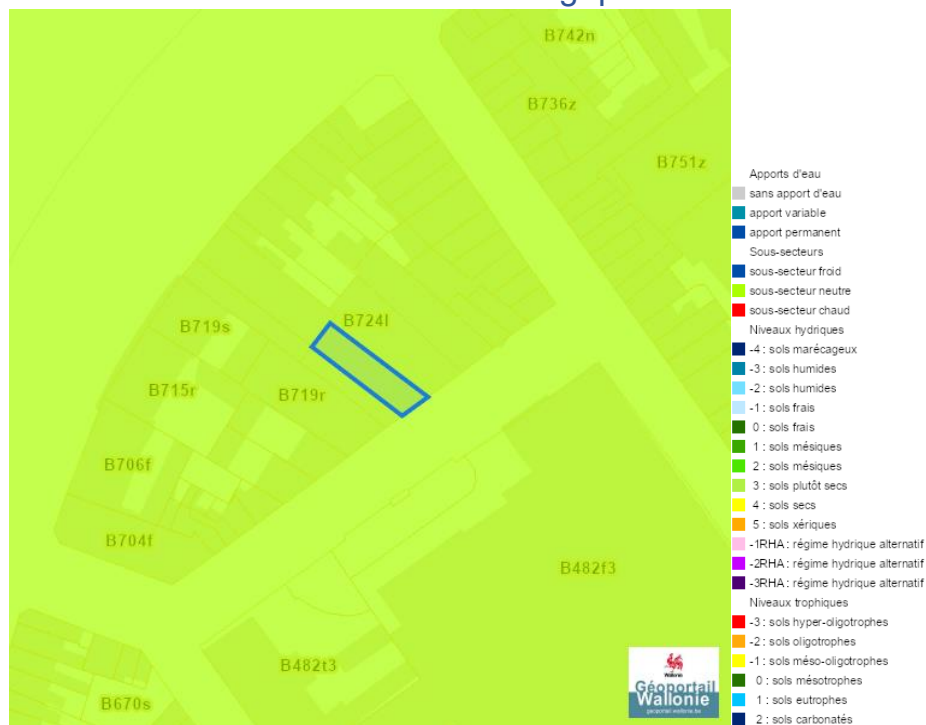 B742n
B736z
B751z
B724l
B719s
B715r
B719r
B706f
B704f
B482f3
B482t3
B670s
Wallonie
Géoportail
Wallonie
geoportail.wallonie.be
Apports d'eau
sans apport d'eau
apport variable
apport permanent
Sous-secteurs
sous-secteur froid
sous-secteur neutre
sous-secteur chaud
Niveaux hydriques
-4 : sols marécageux
-3 : sols humides
-2 : sols humides
-1 : sols frais
0 : sols frais
1 : sols mésiques
2 : sols mésiques
3 : sols plutôt secs
4 : sols secs
5 : sols xériques
-1RHA : régime hydrique alternatif
-2RHA : régime hydrique alternatif
-3RHA : régime hydrique alternatif
Niveaux trophiques
-3 : sols hyper-oligotrophes
-2 : sols oligotrophes
-1 : sols méso-oligotrophes
0 : sols mésotrophes
1 : sols eutrophes
2 : sols carbonatés